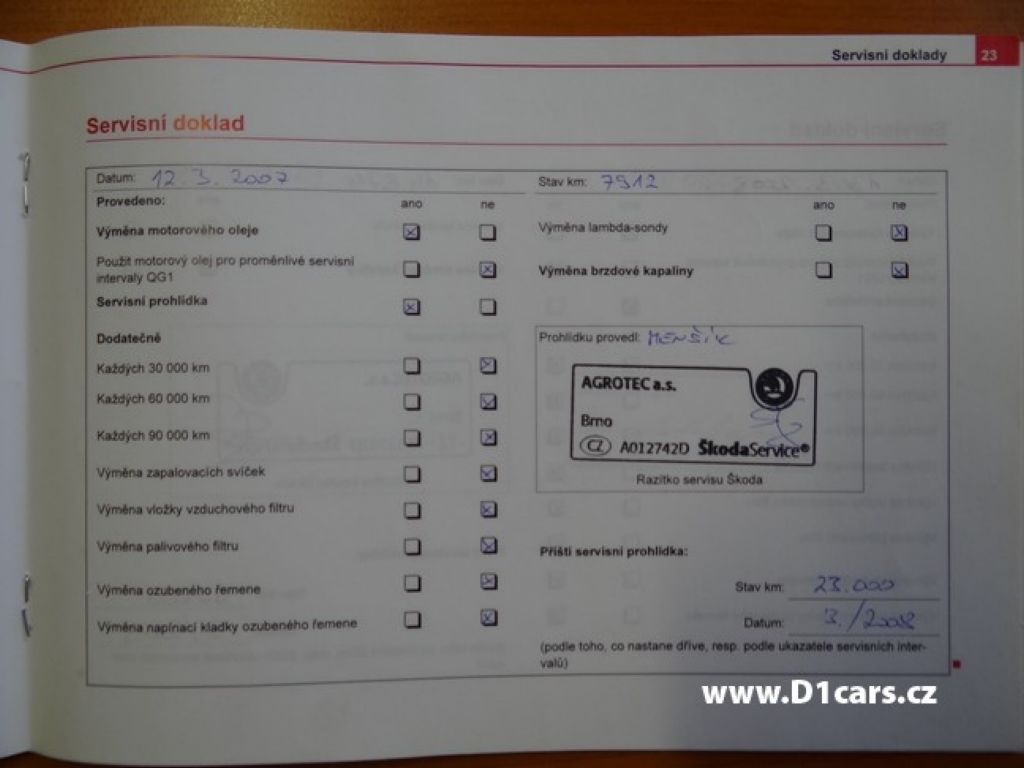 Servisní doklady 23
Servisní doklad
Datum: 12. 3. 2007
Stav km: 7912
Provedeno:
ano ne
Výměna motorového oleje
Použit motorový olej pro proměnlivé servisní
intervaly QG1
Servisní prohlídka
Dodatečně
Každých 30 000 km
Každých 60 000 km
Každých 90 000 km
Výměna zapalovacích svíček
Výměna vložky vzduchového filtru
Výměna palivového filtru
Výměna ozubeného řemene
Výměna napínací kladky ozubeného řemene
ano ne
Výměna lambda-sondy
Výměna brzdové kapaliny
Prohlídku provedl: MENŠÍK
AGROTEC a.s.
Brno
CZ A012742D ŠkodaService®
Razítko servisu Škoda
Příští servisní prohlídka:
Stav km: 23.000
Datum: 3./2008
(podle toho, co nastane dříve, resp. podle ukazatele servisních inter-
valů)
www.D1cars.cz